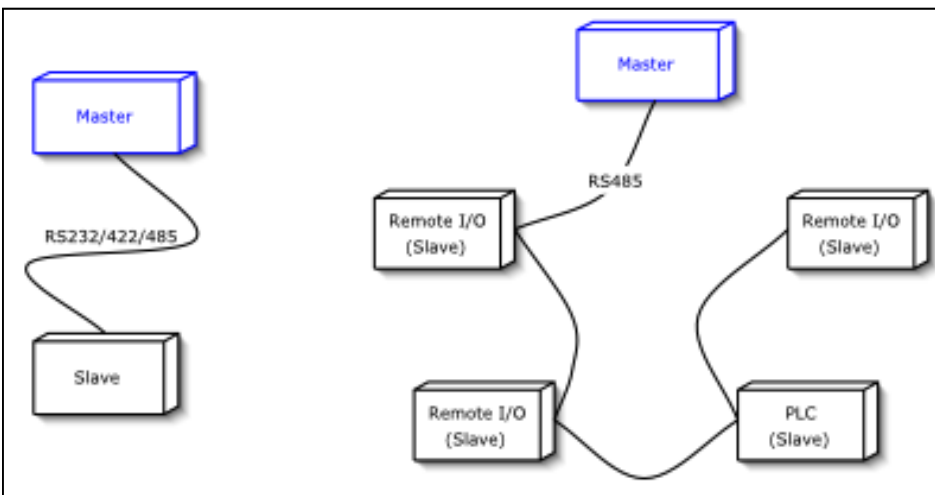 Master
RS232/422/485
Slave
Master
RS485
Remote I/O
(Slave)
Remote I/O
(Slave)
Remote I/O
(Slave)
PLC
(Slave)